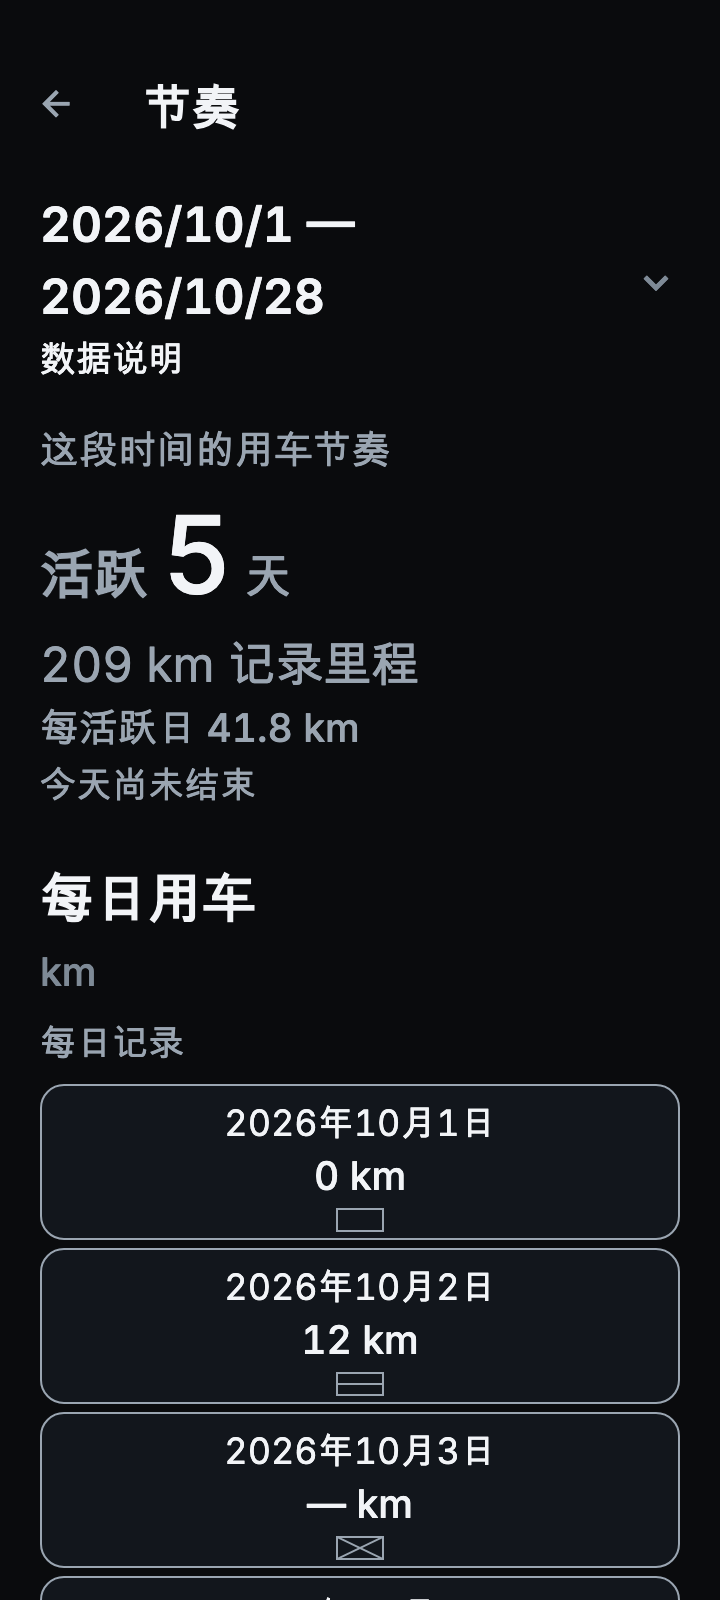 节奏
2026/10/1 —
2026/10/28
数据说明
这段时间的用车节奏
活跃 5 天
209 km 记录里程
每活跃日 41.8 km
今天尚未结束
每日用车
km
每日记录
2026年10月1日
0 km
2026年10月2日
12 km
2026年10月3日
— km